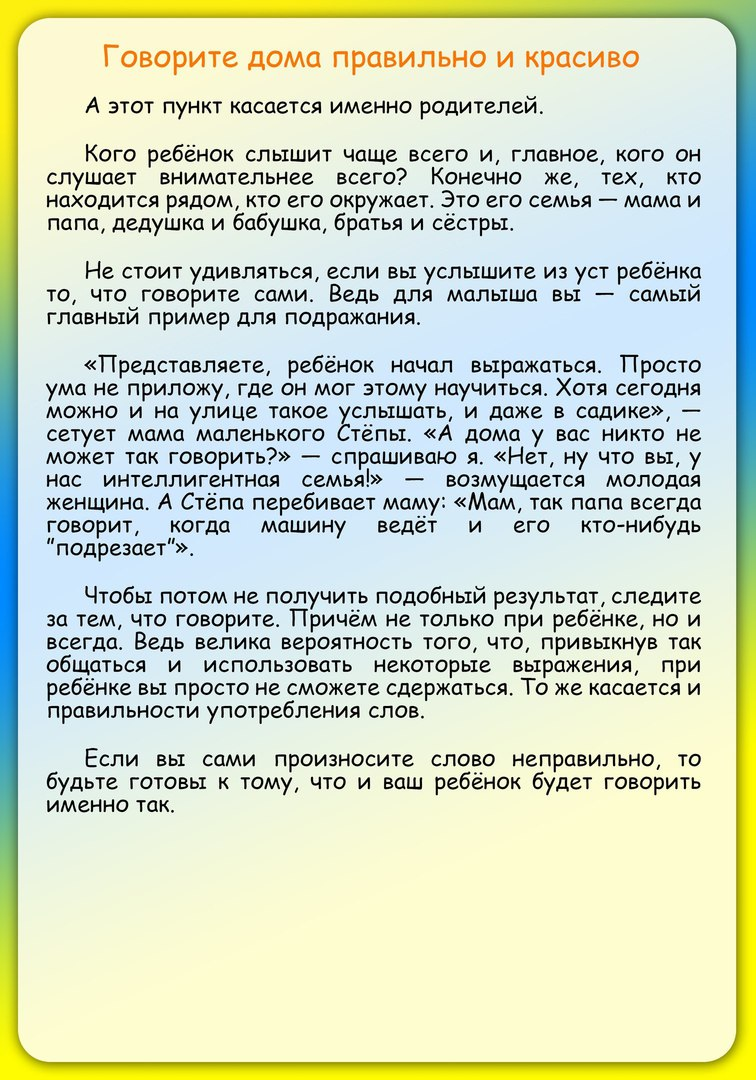 Говорите дома правильно и красиво
А этот пункт касается именно родителей.
Кого ребёнок слышит чаще всего и, главное, кого он
слушает внимательнее всего? Конечно же, тех, кто
находится рядом, кто его окружает. Это его семья — мама и
папа, дедушка и бабушка, братья и сёстры.
Не стоит удивляться, если вы услышите из уст ребёнка
то, что говорите сами. Ведь для малыша вы — самый
главный пример для подражания.
«Представляете, ребёнок начал выражаться. Просто
ума не приложу, где он мог этому научиться. Хотя сегодня
можно и на улице такое услышать, и даже в садике», —
сетует мама маленького Стёпы. «А дома у вас никто не
может так говорить?» — спрашиваю я. «Нет, ну что вы, у
нас интеллигентная семья!» — возмущается молодая
женщина. А Стёпа перебивает маму: «Мам, так папа всегда
говорит, когда машину ведёт и его кто-нибудь
"подрезает"».
Чтобы потом не получить подобный результат, следите
за тем, что говорите. Причём не только при ребёнке, но и
всегда. Ведь велика вероятность того, что, привыкнув так
общаться и использовать некоторые выражения, при
ребёнке вы просто не сможете сдержаться. То же касается и
правильности употребления слов.
Если вы сами произносите слово неправильно, то
будьте готовы к тому, что и ваш ребёнок будет говорить
именно так.